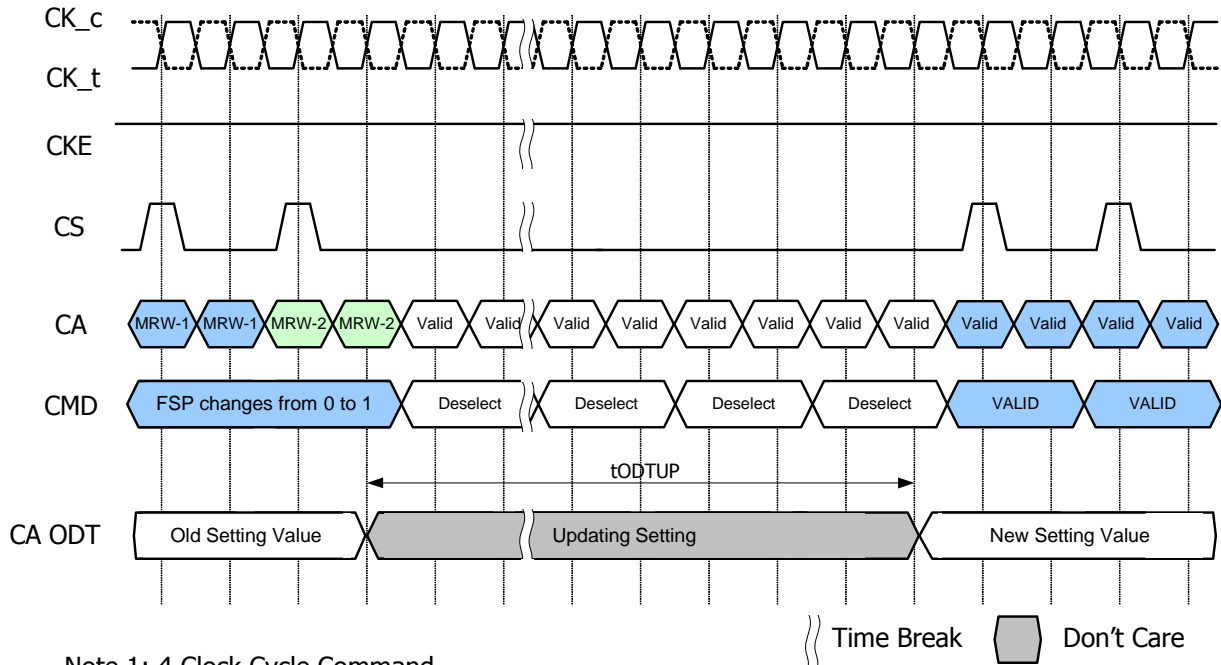 CK_c
CK_t
CKE
CS
CA MRW-1 MRW-1 MRW-2 MRW-2 Valid Valid Valid Valid Valid Valid Valid Valid Valid Valid Valid Valid
CMD FSP changes from 0 to 1 Deselect Deselect Deselect Deselect VALID VALID
tODTUP
CA ODT Old Setting Value Updating Setting New Setting Value
Time Break Don't Care
Note 1: 4 Clock Cycle Command